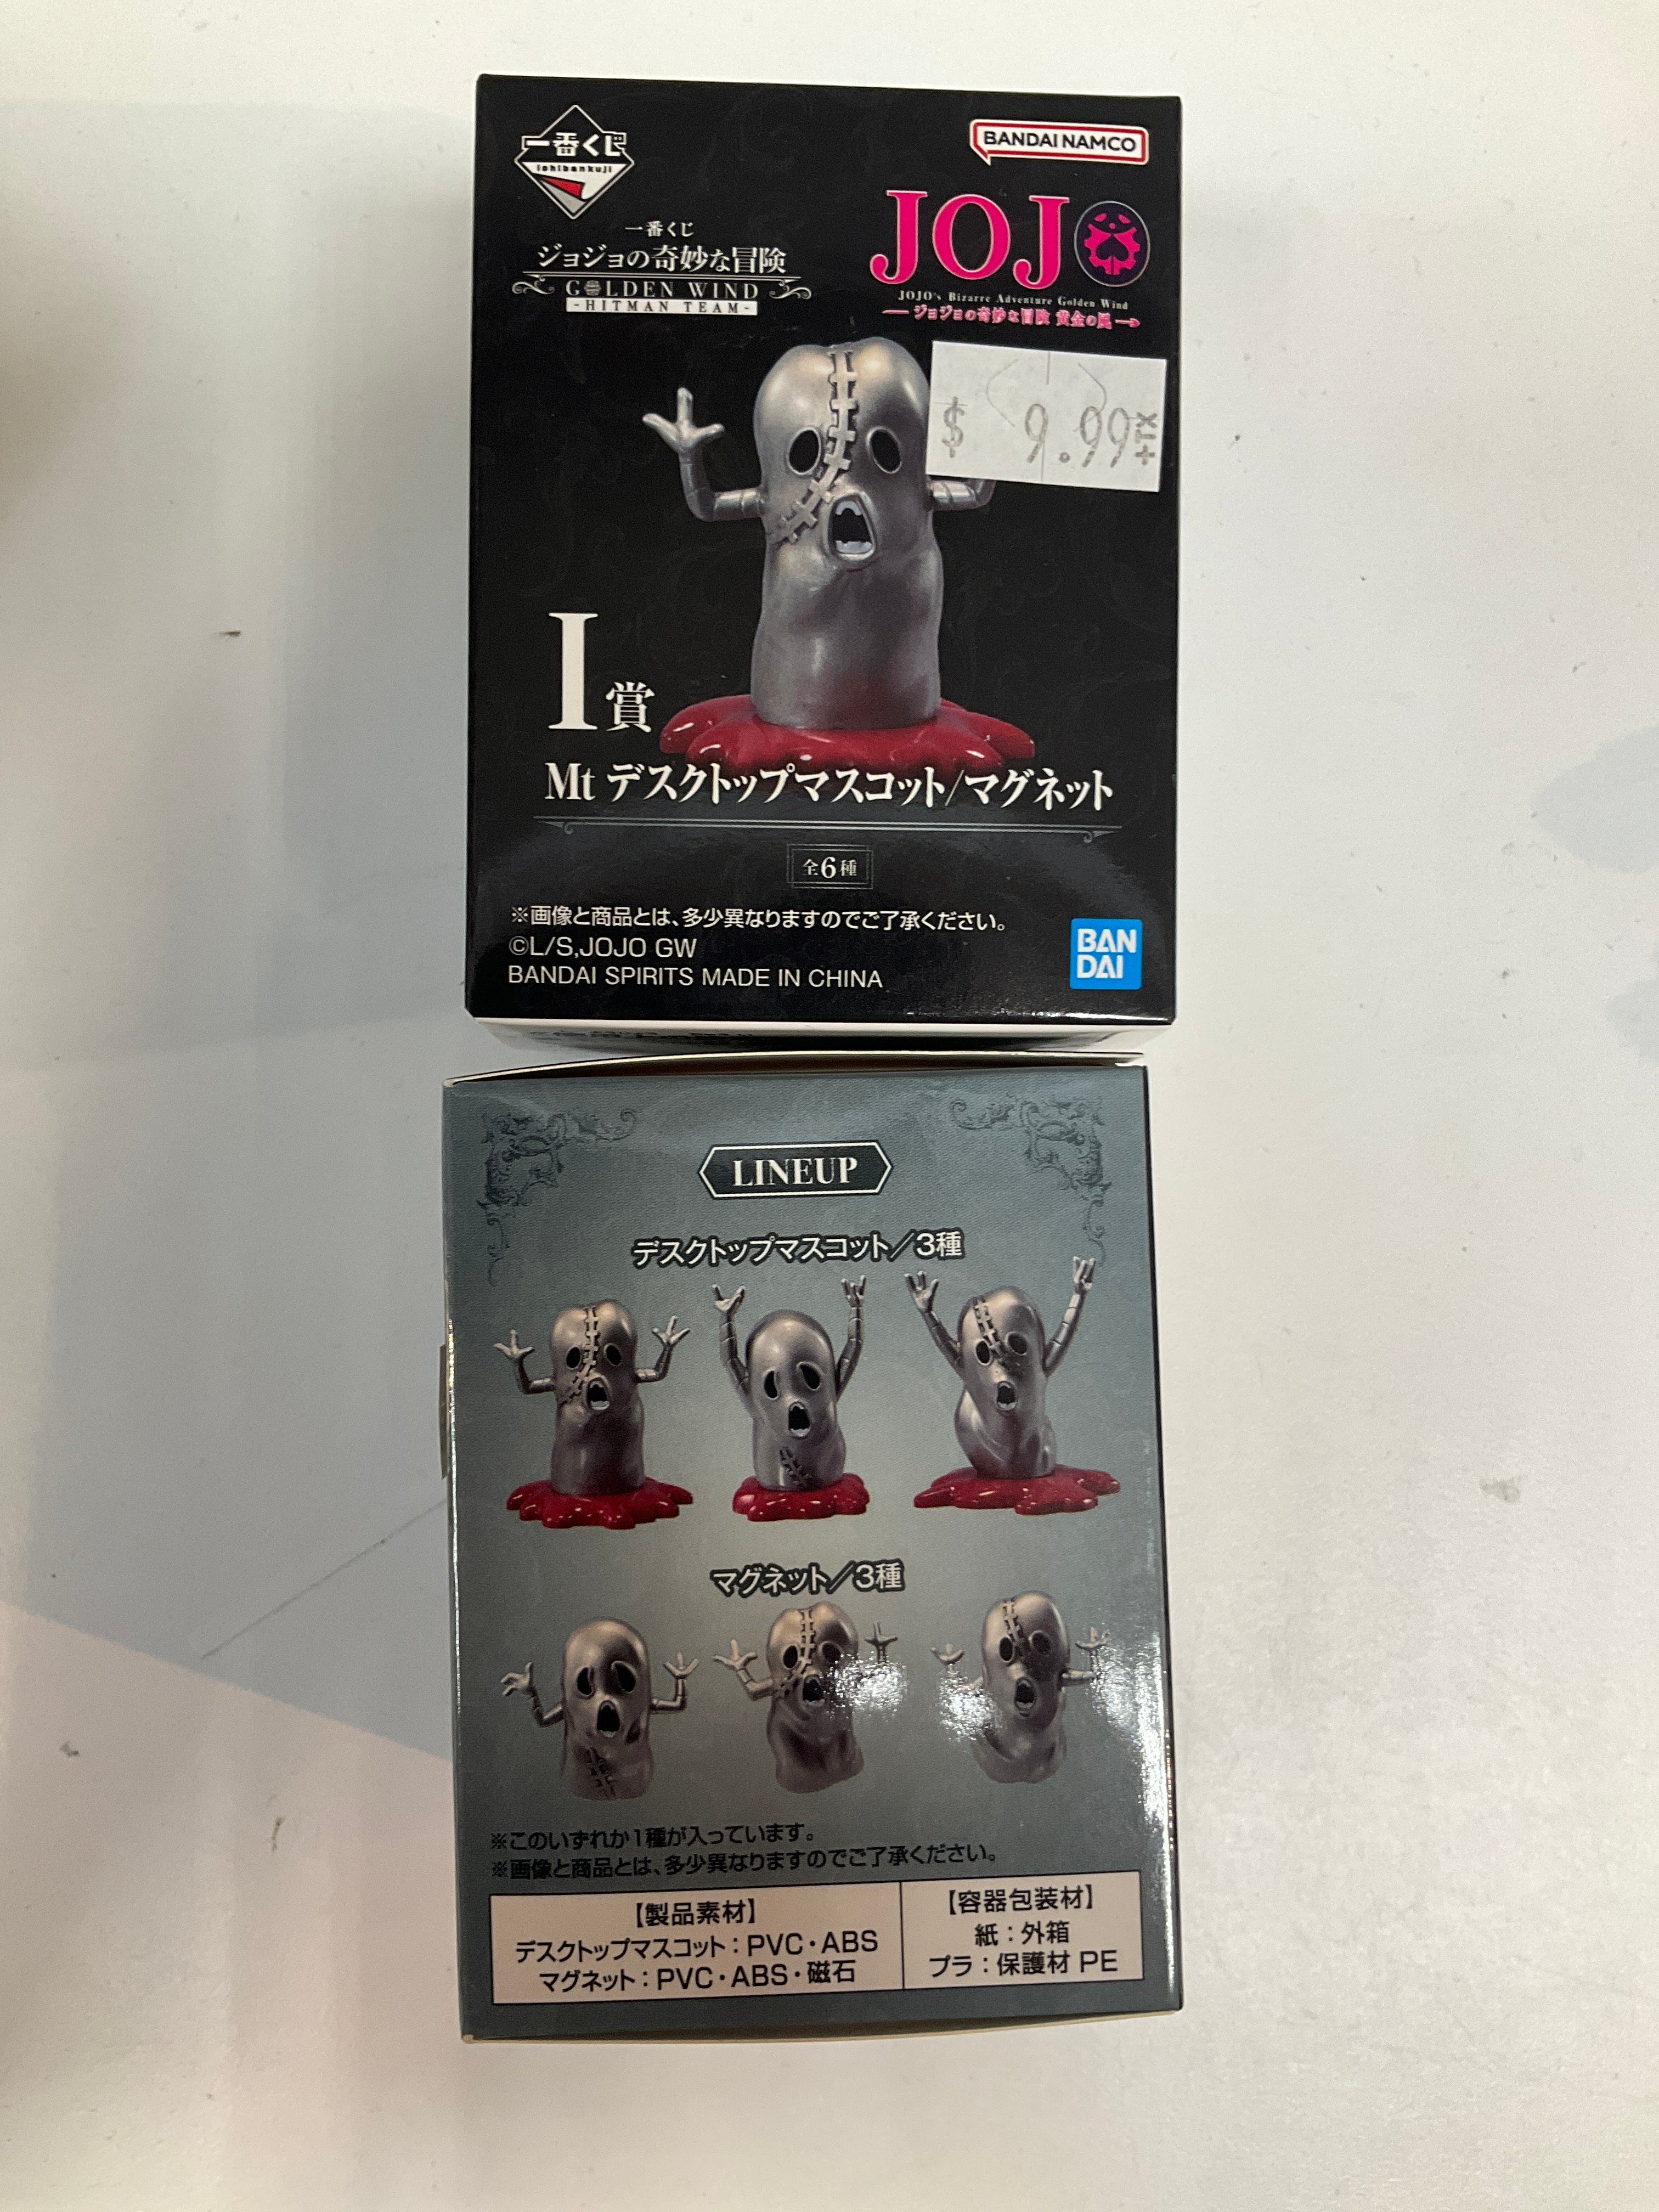 一番くじ
ichibankuji
BANDAI NAMCO
一番くじ
ジョジョの奇妙な冒険
GOLDEN WIND
-HITMAN TEAM-
JOJO
JOJO's Bizarre Adventure Golden Wind
ジョジョの奇妙な冒険 黄金の風
$ 9.99+TX
I賞
Mt デスクトップマスコット/マグネット
全6種
※画像と商品とは、多少異なりますのでご了承ください。
©L/S,JOJO GW
BANDAI SPIRITS MADE IN CHINA
BAN
DAI
LINEUP
デスクトップマスコット/3種
マグネット/3種
※このいずれか1種が入っています。
※画像と商品とは、多少異なりますのでご了承ください。
【製品素材】
デスクトップマスコット:PVC・ABS
マグネット:PVC・ABS・磁石
【容器包装材】
紙:外箱
プラ:保護材 PE